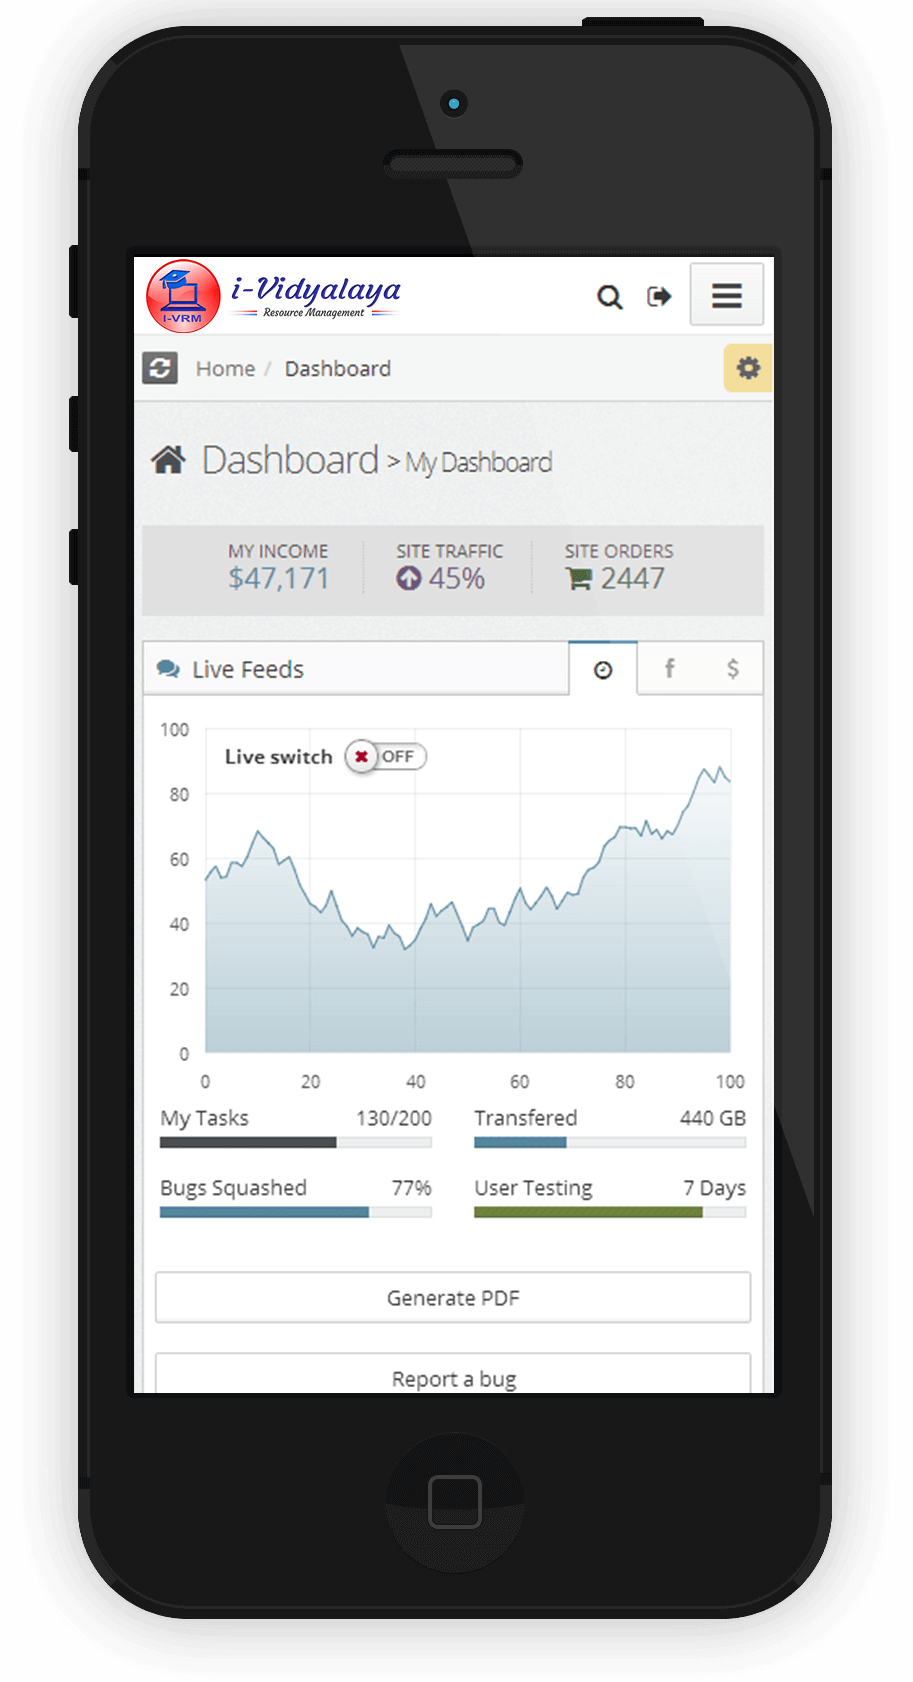 I-VRM
i-Vidyalaya
Resource Management
Home / Dashboard
Dashboard > My Dashboard
MY INCOME SITE TRAFFIC SITE ORDERS
$47,171 45% 2447
Live Feeds f $
100
Live switch OFF
80
60
40
20
0
0 20 40 60 80 100
My Tasks 130/200 Transfered 440 GB
Bugs Squashed 77% User Testing 7 Days
Generate PDF
Report a bug